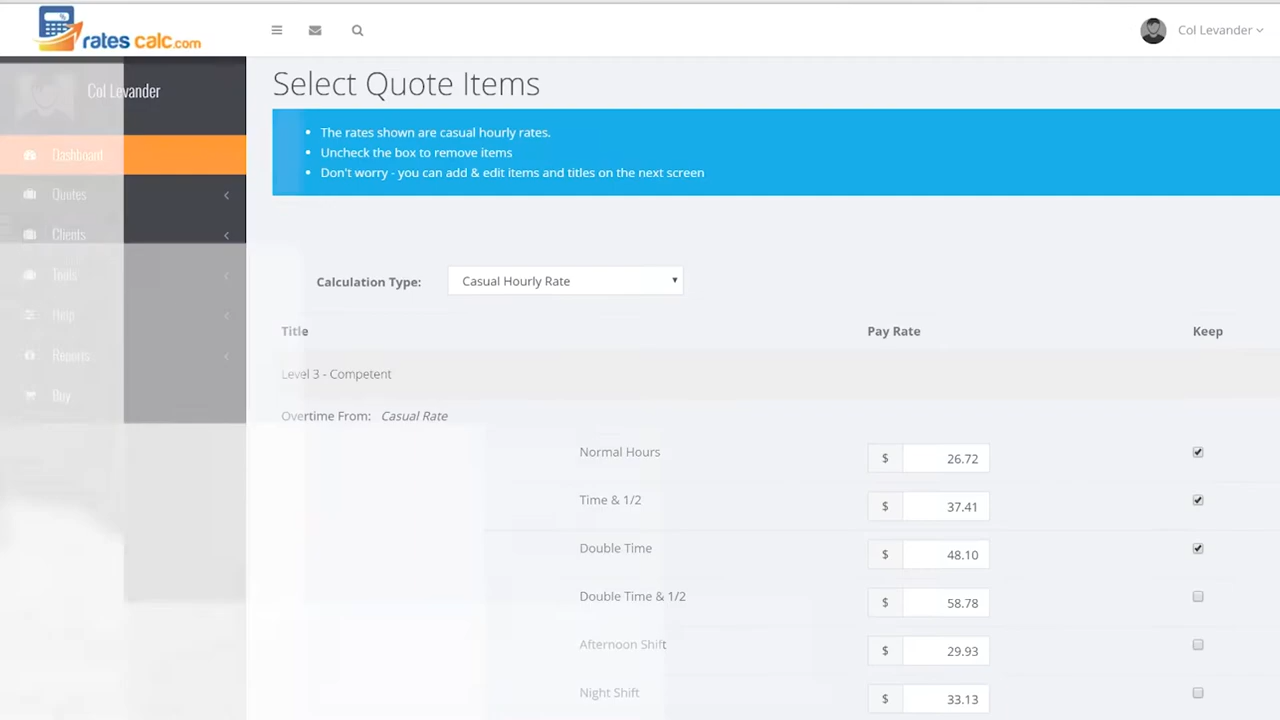 rates calc.com
Col Levander
Col Levander
Dashboard
Quotes
Clients
Tools
Help
Reports
Buy
Select Quote Items
• The rates shown are casual hourly rates.
• Uncheck the box to remove items
• Don't worry - you can add & edit items and titles on the next screen
Calculation Type: Casual Hourly Rate
Title Pay Rate Keep
Level 3 - Competent
Overtime From: Casual Rate
Normal Hours $ 26.72
Time & 1/2 $ 37.41
Double Time $ 48.10
Double Time & 1/2 $ 58.78
Afternoon Shift $ 29.93
Night Shift $ 33.13